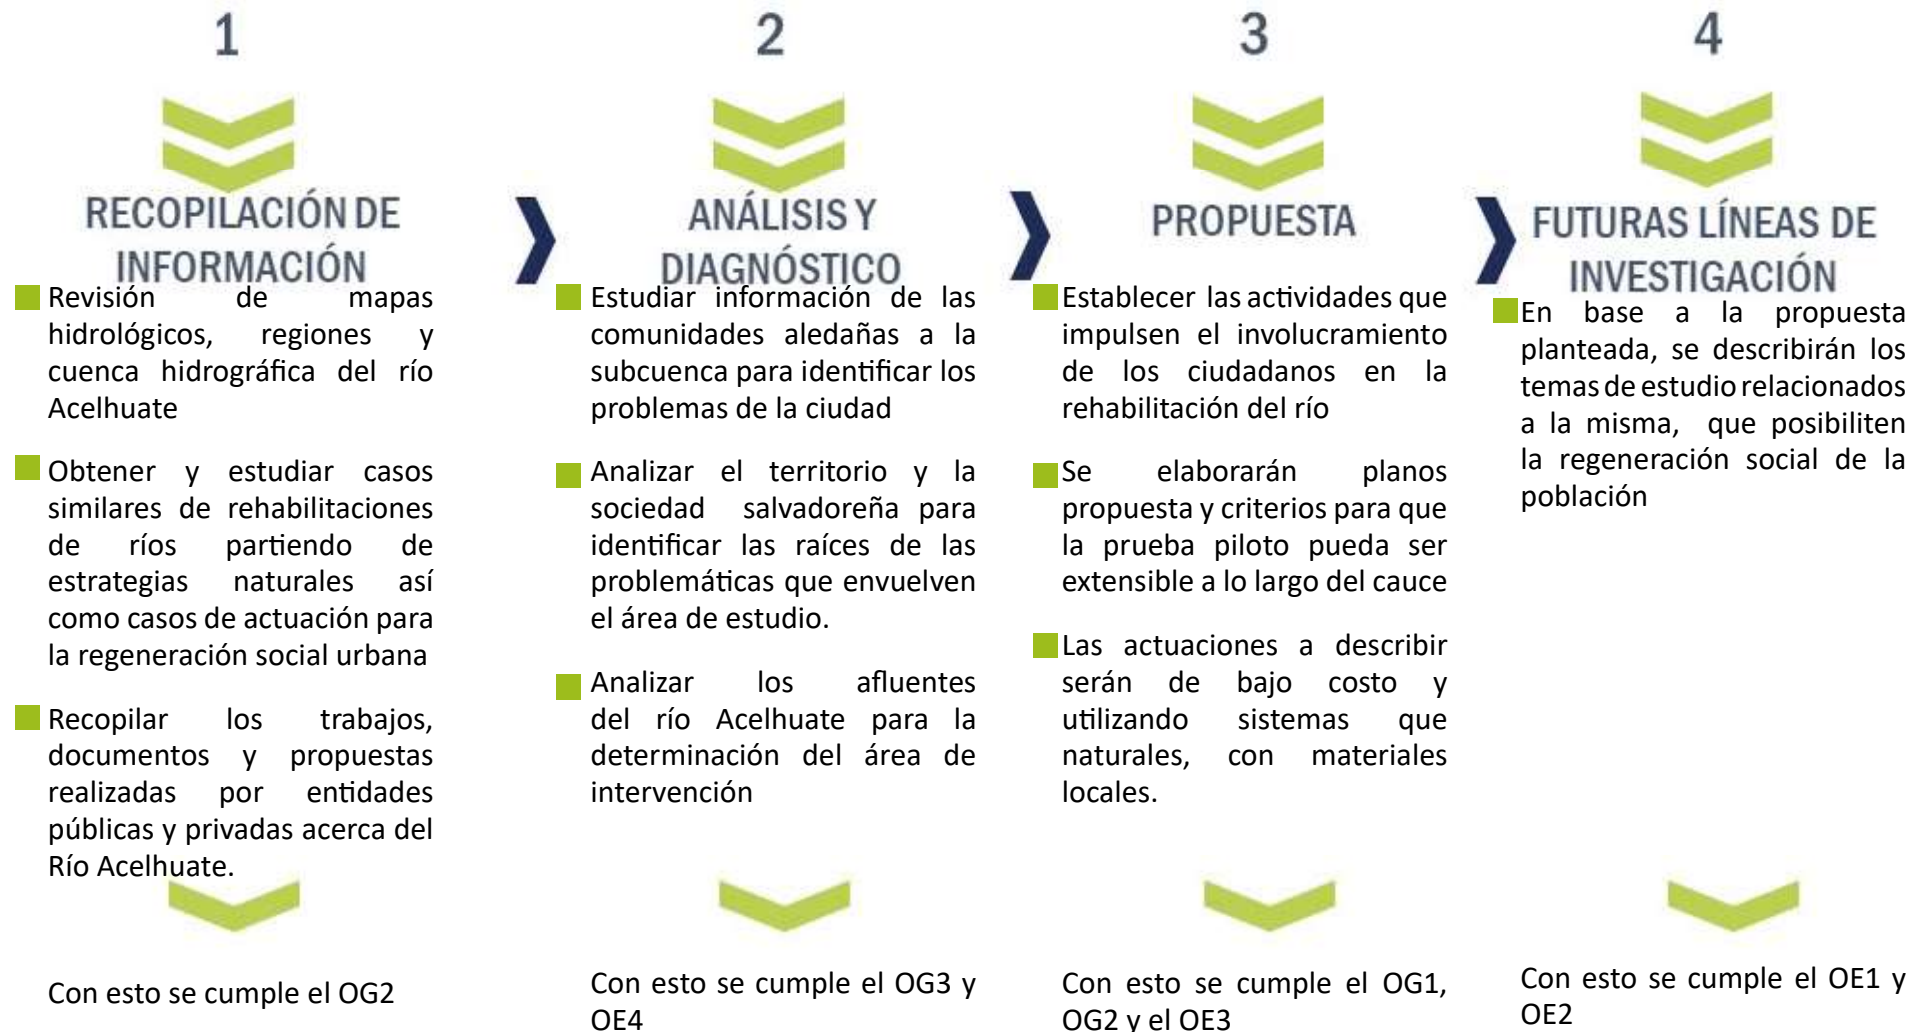 1
RECOPILACIÓN DE
INFORMACIÓN
Revisión de mapas
hidrológicos, regiones y
cuenca hidrográfica del río
Acelhuate
Obtener y estudiar casos
similares de rehabilitaciones
de ríos partiendo de
estrategias naturales así
como casos de actuación para
la regeneración social urbana
Recopilar los trabajos,
documentos y propuestas
realizadas por entidades
públicas y privadas acerca del
Río Acelhuate.
Con esto se cumple el OG2
2
ANÁLISIS Y
DIAGNÓSTICO
Estudiar información de las
comunidades aledañas a la
subcuenca para identificar los
problemas de la ciudad
Analizar el territorio y la
sociedad salvadoreña para
identificar las raíces de las
problemáticas que envuelven
el área de estudio.
Analizar los afluentes
del río Acelhuate para la
determinación del área de
intervención
Con esto se cumple el OG3 y
OE4
3
PROPUESTA
Establecer las actividades que
impulsen el involucramiento
de los ciudadanos en la
rehabilitación del río
Se elaborarán planos
propuesta y criterios para que
la prueba piloto pueda ser
extensible a lo largo del cauce
Las actuaciones a describir
serán de bajo costo y
utilizando sistemas que
naturales, con materiales
locales.
Con esto se cumple el OG1,
OG2 y el OE3
4
FUTURAS LÍNEAS DE
INVESTIGACIÓN
En base a la propuesta
planteada, se describirán los
temas de estudio relacionados
a la misma, que posibiliten
la regeneración social de la
población
Con esto se cumple el OE1 y
OE2